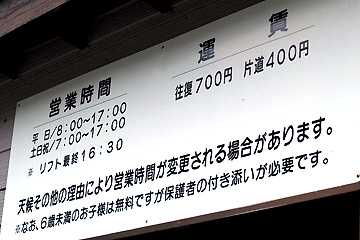 営業時間
平日/8:00~17:00
土日祝/7:00~17:00
※リフト最終16:30
運賃
往復700円 片道400円
天候その他の理由により営業時間が変更される場合があります。
※なお、6歳未満のお子様は無料ですが保護者の付き添いが必要です。